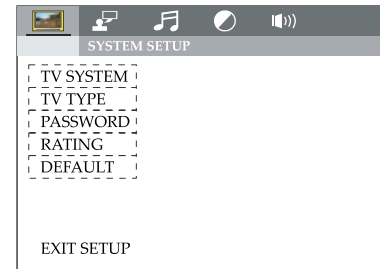 SYSTEM SETUP
TV SYSTEM
TV TYPE
PASSWORD
RATING
DEFAULT
EXIT SETUP